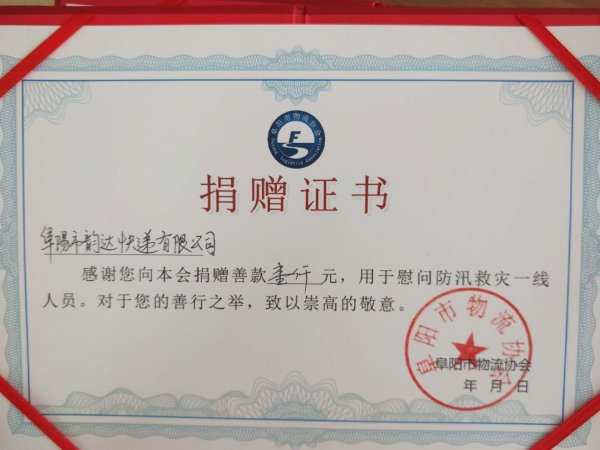 阜阳市物流协会
Fuyang Logistics Association
捐赠证书
阜陽市韵达快递有限公司
感谢您向本会捐赠善款壹仟元，用于慰问防汛救灾一线
人员。对于您的善行之举，致以崇高的敬意。
阜阳市物流协会
阜阳市物流协会
年 月 日